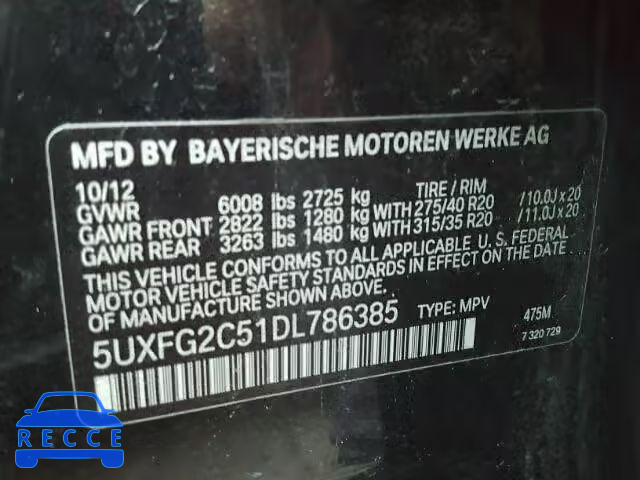 MFD BY BAYERISCHE MOTOREN WERKE AG
10/12 TIRE / RIM
GVWR 6008 lbs 2725 kg
GAWR FRONT 2822 lbs 1280 kg WITH 275/40 R20 /10.0J x 20
GAWR REAR 3263 lbs 1480 kg WITH 315/35 R20 /11.0J x 20
THIS VEHICLE CONFORMS TO ALL APPLICABLE U. S. FEDERAL
MOTOR VEHICLE SAFETY STANDARDS IN EFFECT ON THE DATE
OF MANUFACTURE SHOWN ABOVE.
5UXFG2C51DL786385 TYPE: MPV 475M
7 320 729
RECCE